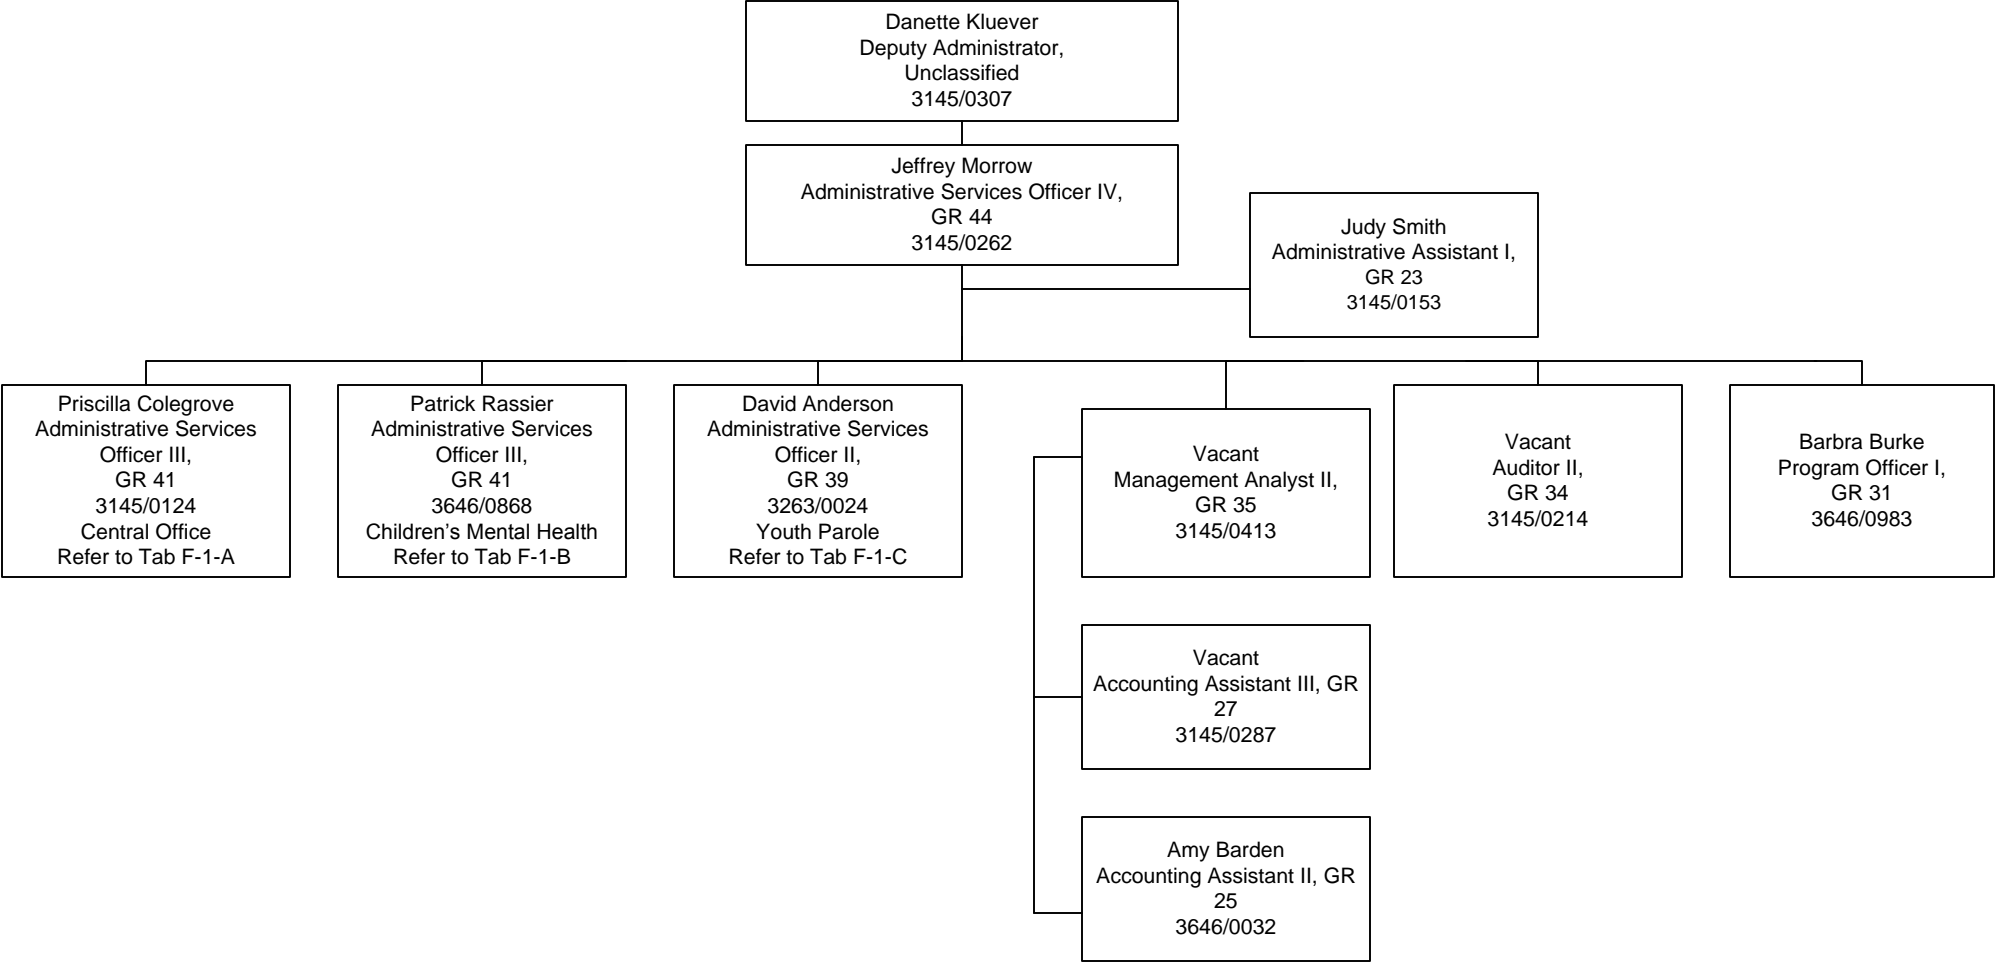 Danette Kluever
Deputy Administrator,
Unclassified
3145/0307
Jeffrey Morrow
Administrative Services Officer IV,
GR 44
3145/0262
Judy Smith
Administrative Assistant I,
GR 23
3145/0153
Priscilla Colegrove
Administrative Services
Officer III,
GR 41
3145/0124
Central Office
Refer to Tab F-1-A
Patrick Rassier
Administrative Services
Officer III,
GR 41
3646/0868
Children’s Mental Health
Refer to Tab F-1-B
David Anderson
Administrative Services
Officer II,
GR 39
3263/0024
Youth Parole
Refer to Tab F-1-C
Vacant
Management Analyst II,
GR 35
3145/0413
Vacant
Auditor II,
GR 34
3145/0214
Barbra Burke
Program Officer I,
GR 31
3646/0983
Vacant
Accounting Assistant III, GR
27
3145/0287
Amy Barden
Accounting Assistant II, GR
25
3646/0032